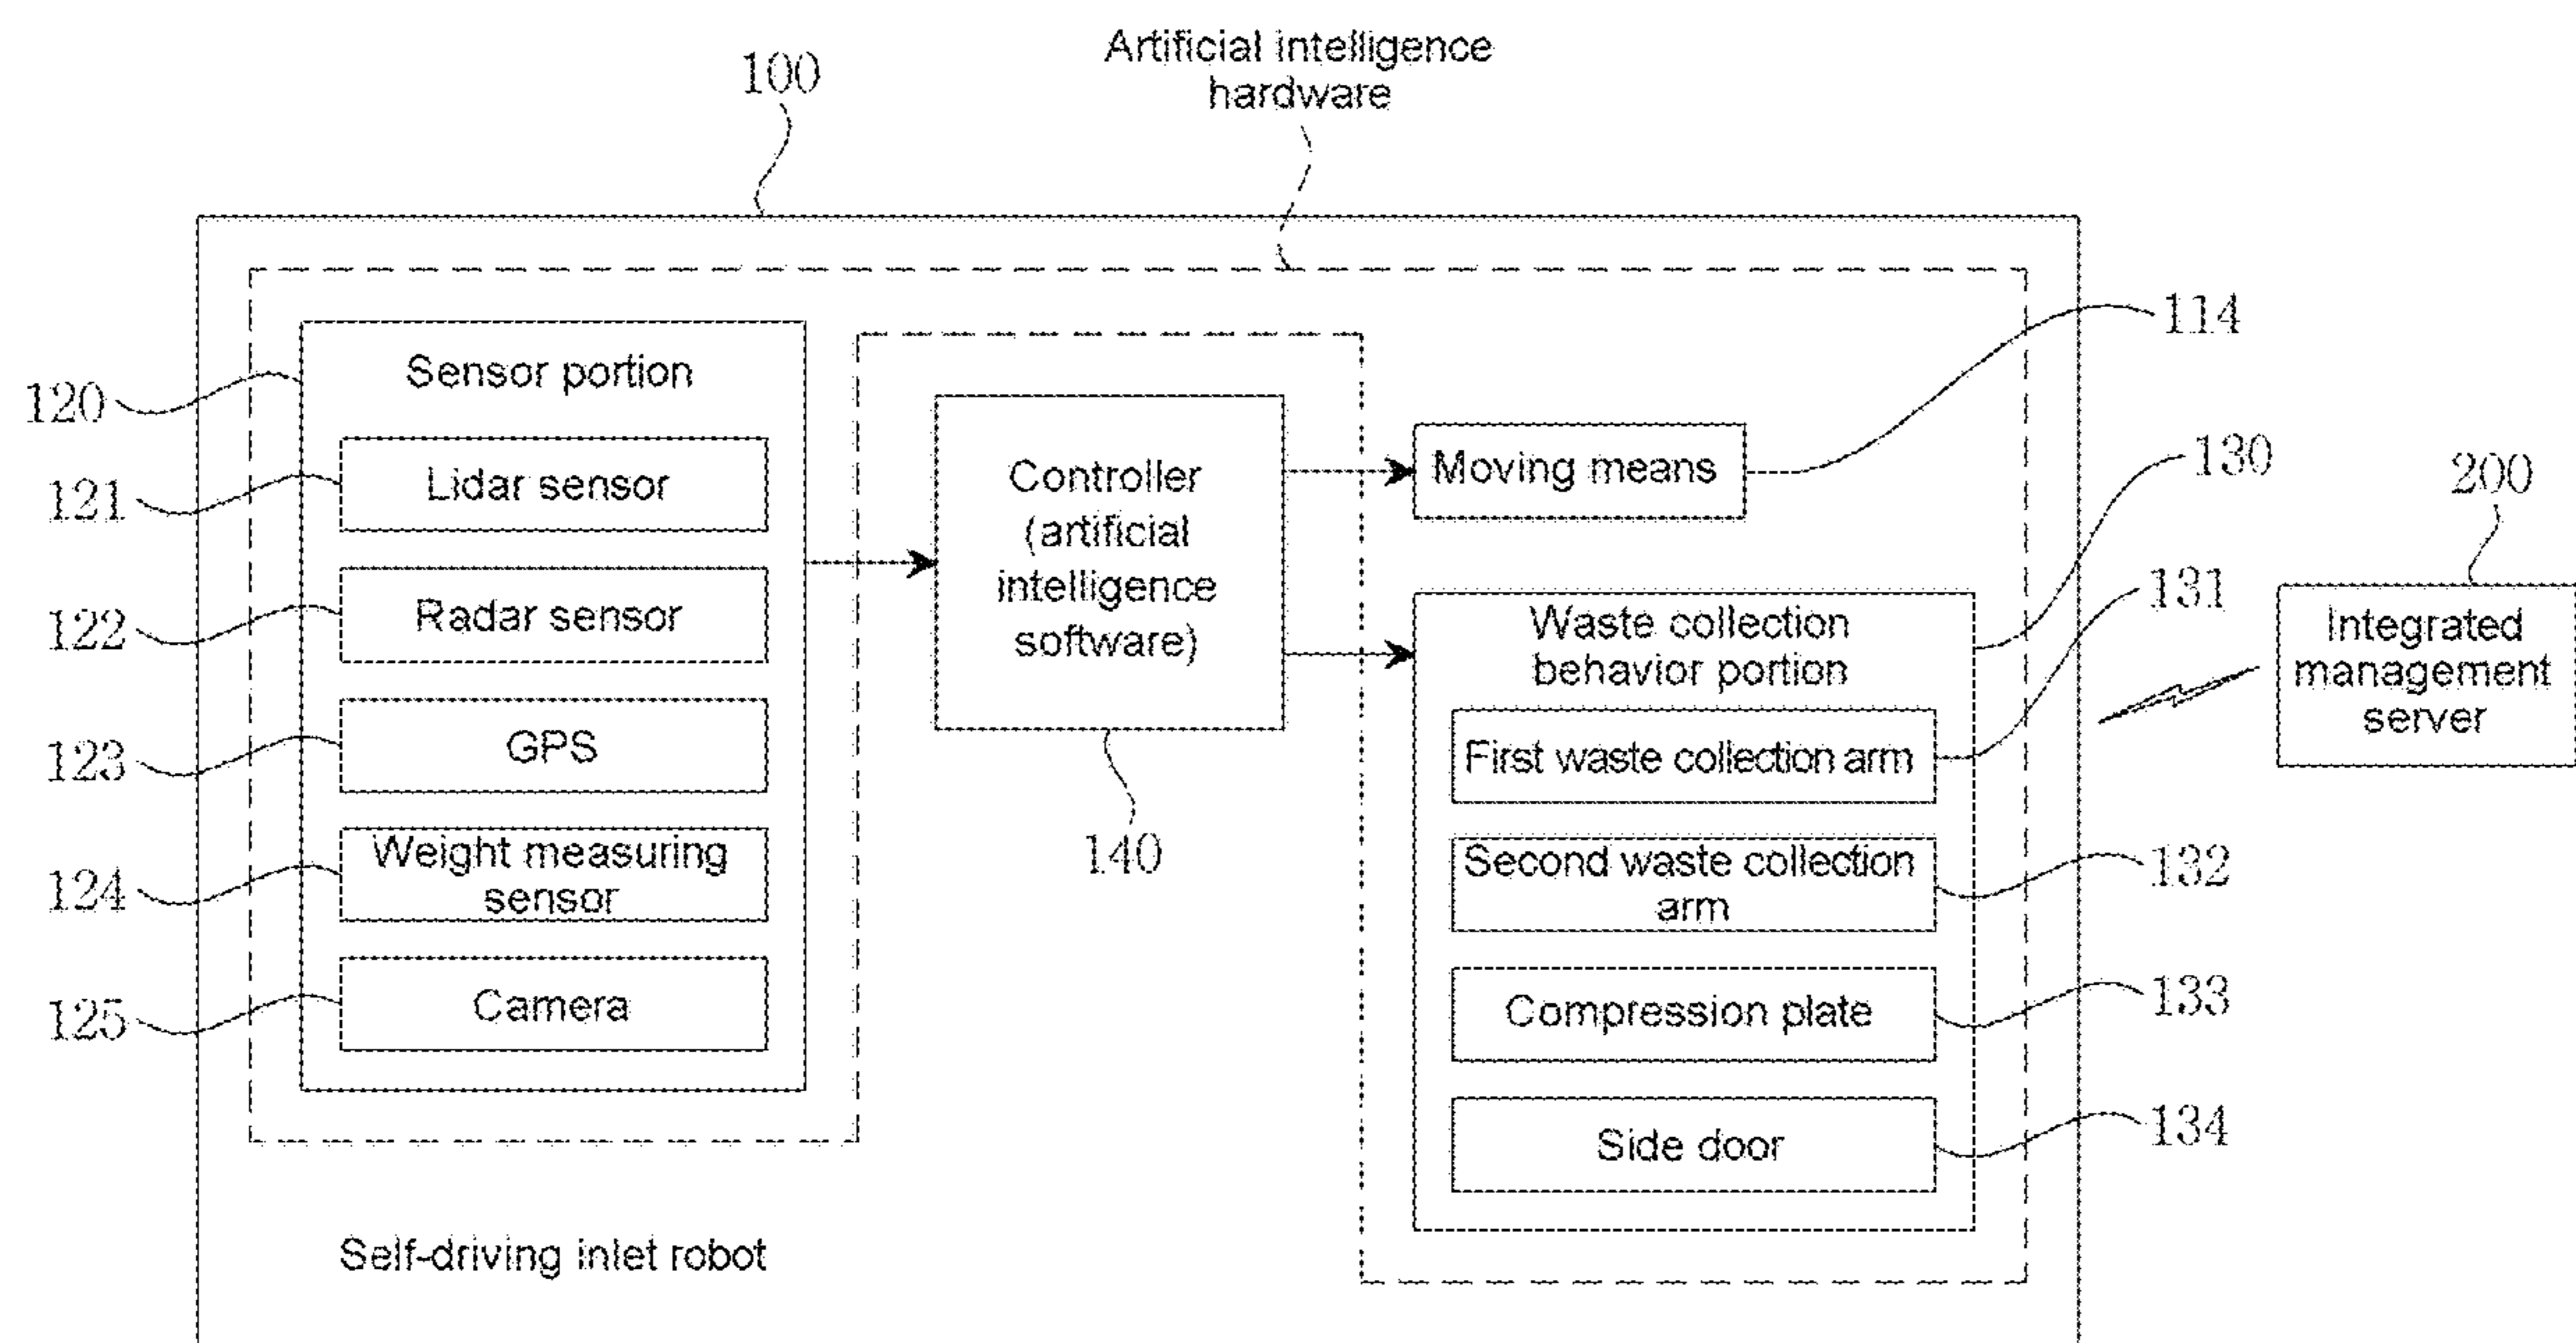 Artificial intelligence
hardware
100
114
120
Sensor portion
121
Lidar sensor
122
Radar sensor
123
GPS
124
Weight measuring
sensor
125
Camera
Controller
(artificial
intelligence
software)
140
Moving means
130
Waste collection
behavior portion
131
First waste collection arm
132
Second waste collection
arm
133
Compression plate
134
Side door
200
Integrated
management
server
Self-driving inlet robot